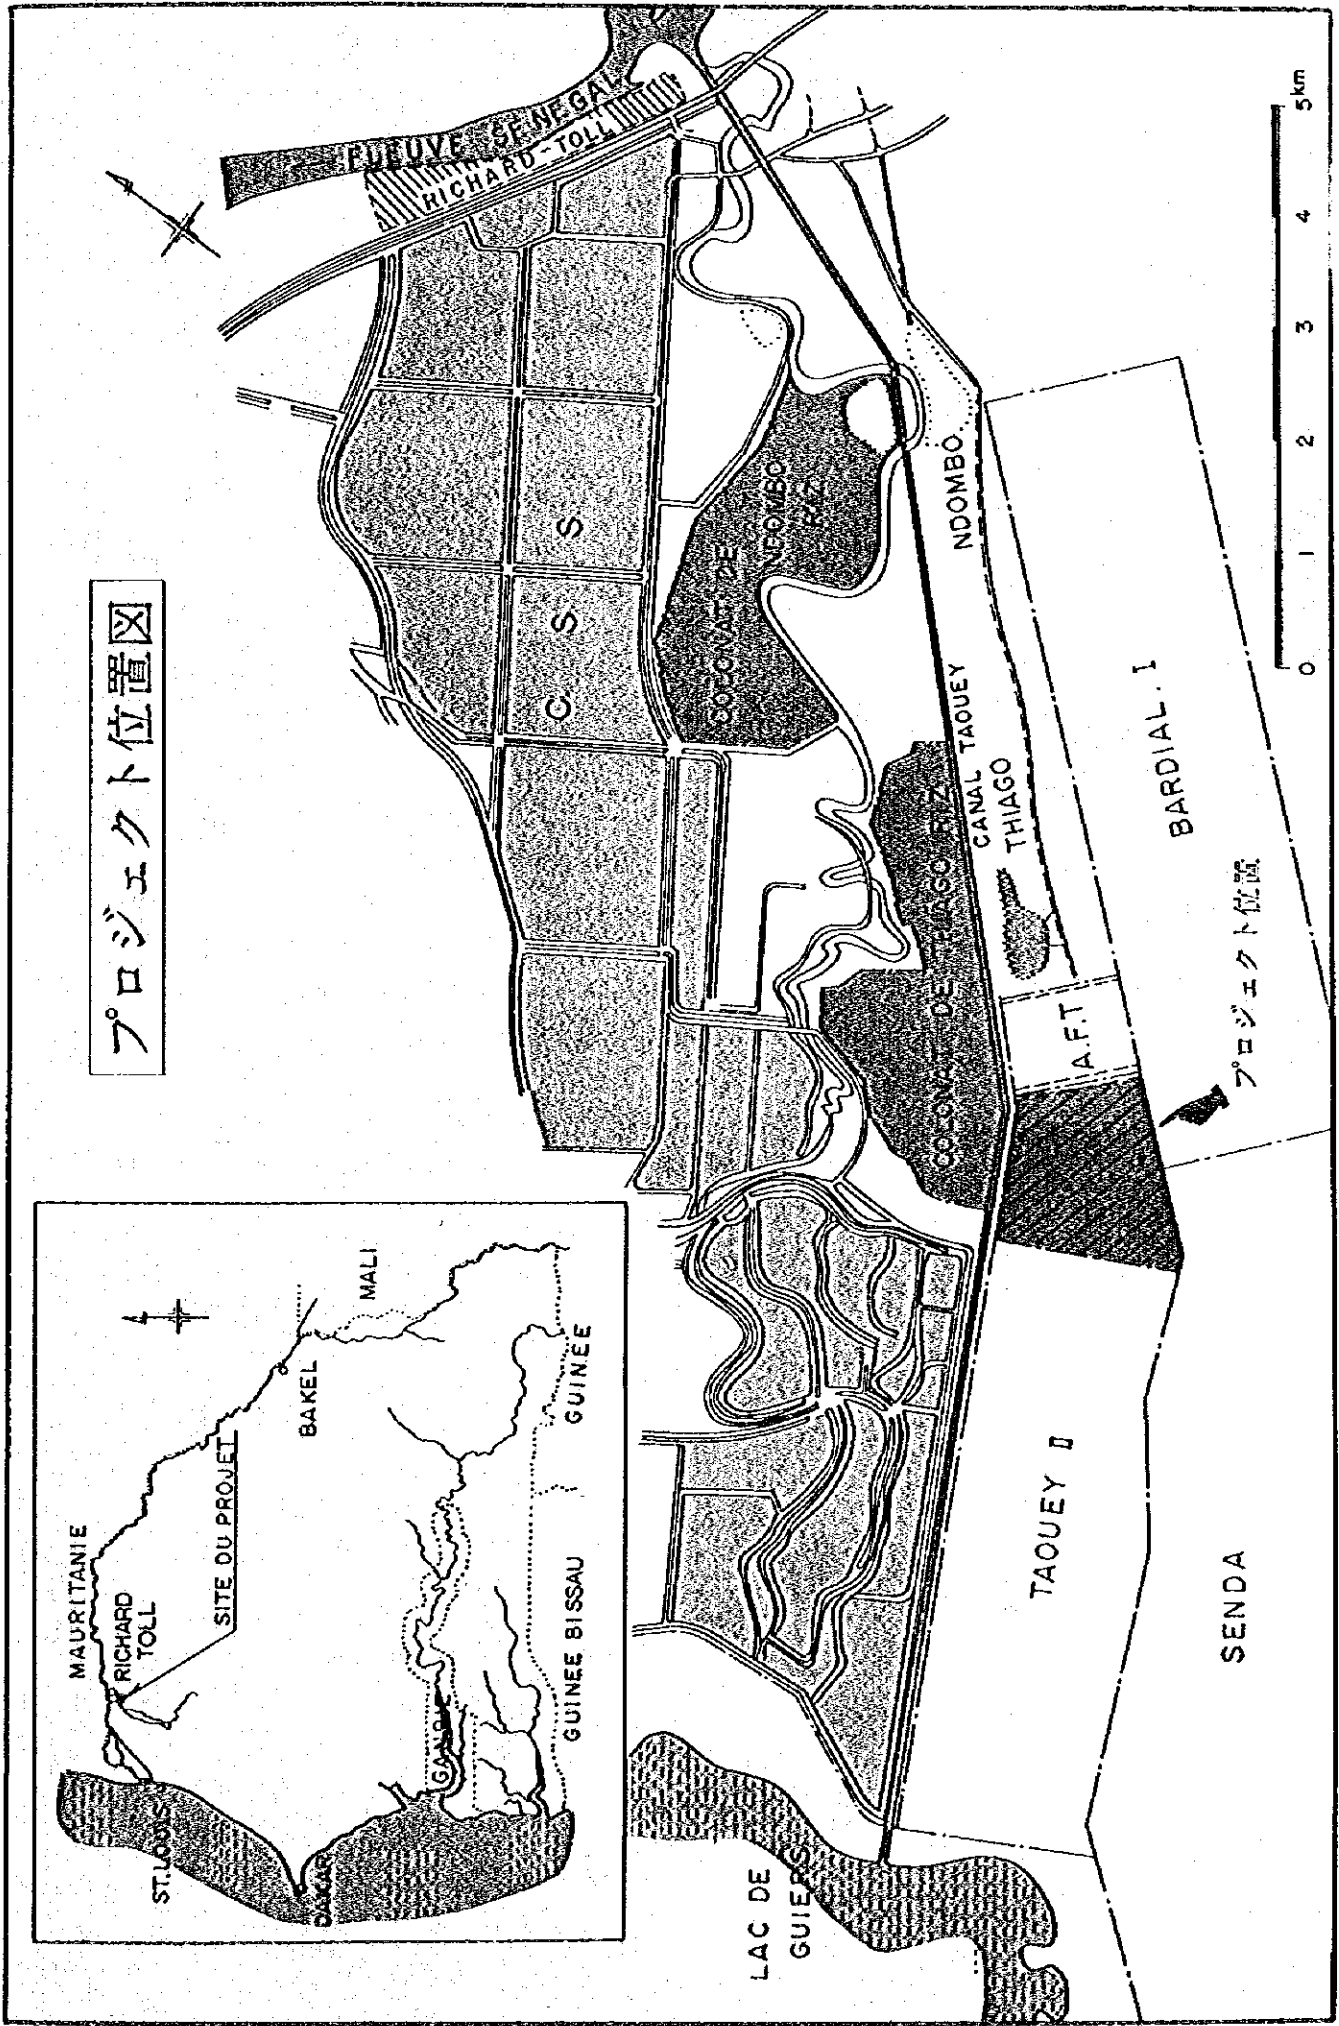 プロジェクト位置図
MAURITANIE
RICHARD
TOLL
ST.LOUIS
SITE DU PROJET
BAKEL
MALI
DAKAR
GUINEE BISSAU
GUINEE
FLEUVE SENEGAL
RICHARD-TOLL
C. S. S
COLONAT DE
NDOMBO
RIZ
COLONAT DE THIAGO RIZ
CANAL TAOUEY
THIAGO
NDOMBO
A.F.T
BARDIAL. I
プロジェクト位置
TAOUEY II
SENDA
LAC DE
GUIERS
0 1 2 3 4 5km